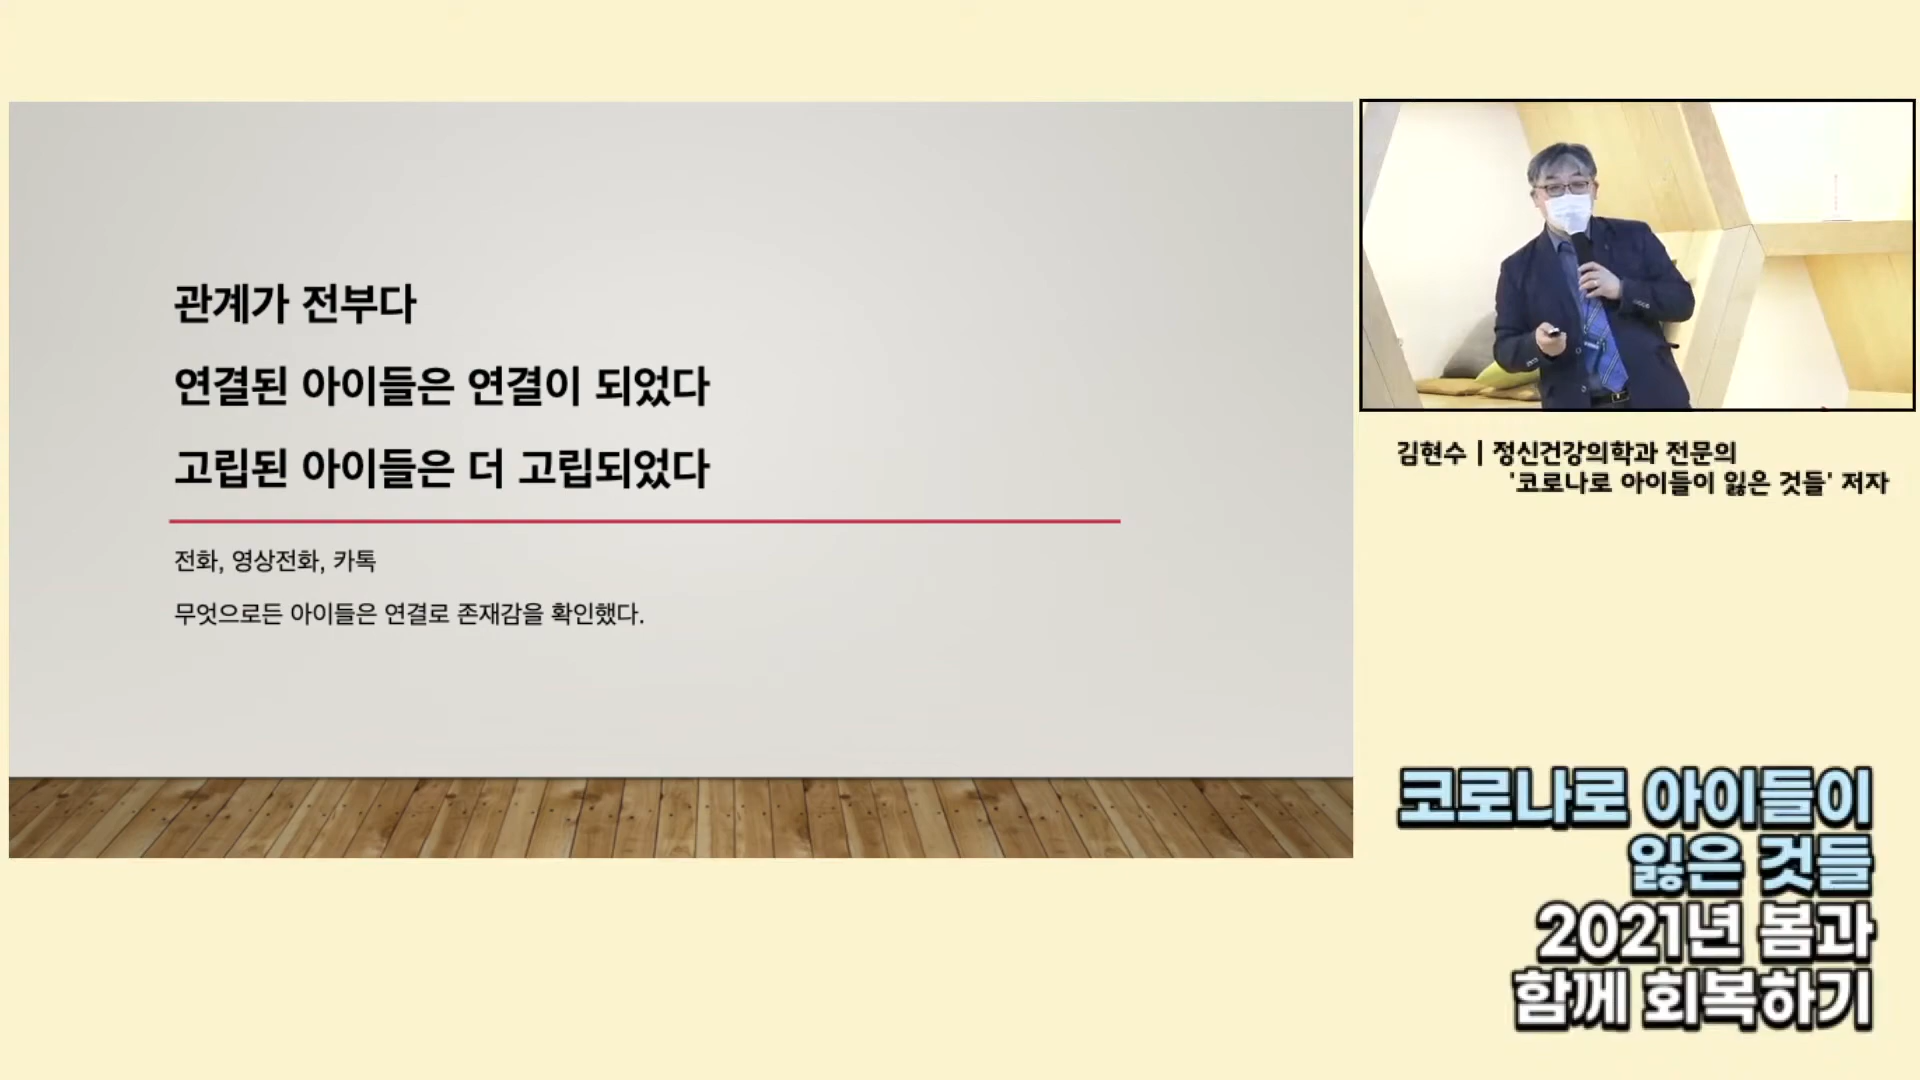 관계가 전부다
연결된 아이들은 연결이 되었다
고립된 아이들은 더 고립되었다
전화, 영상전화, 카톡
무엇으로든 아이들은 연결로 존재감을 확인했다.
김현수 | 정신건강의학과 전문의
'코로나로 아이들이 잃은 것들' 저자
코로나로 아이들이
잃은 것들
2021년 봄과
함께 회복하기